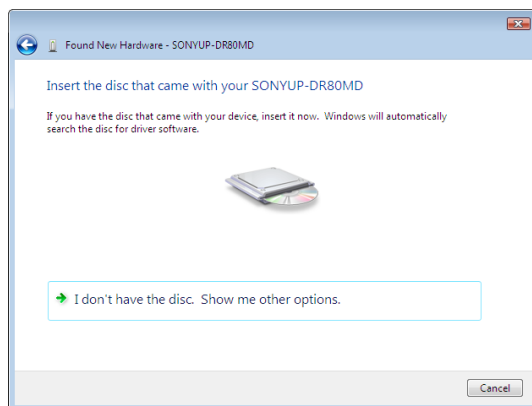 Found New Hardware - SONYUP-DR80MD
Insert the disc that came with your SONYUP-DR80MD
If you have the disc that came with your device, insert it now.  Windows will automatically
search the disc for driver software.
I don't have the disc.  Show me other options.
Cancel